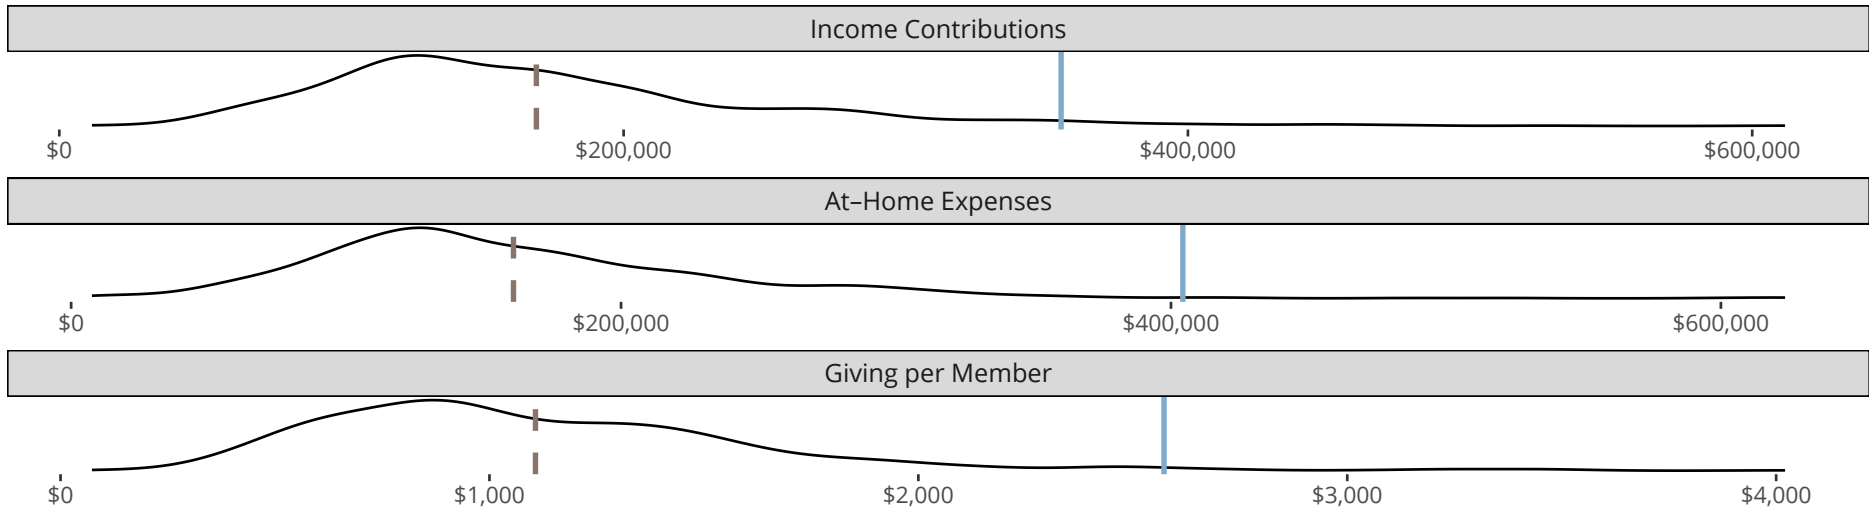 Income Contributions
$0 $200,000 $400,000 $600,000
At–Home Expenses
$0 $200,000 $400,000 $600,000
Giving per Member
$0 $1,000 $2,000 $3,000 $4,000